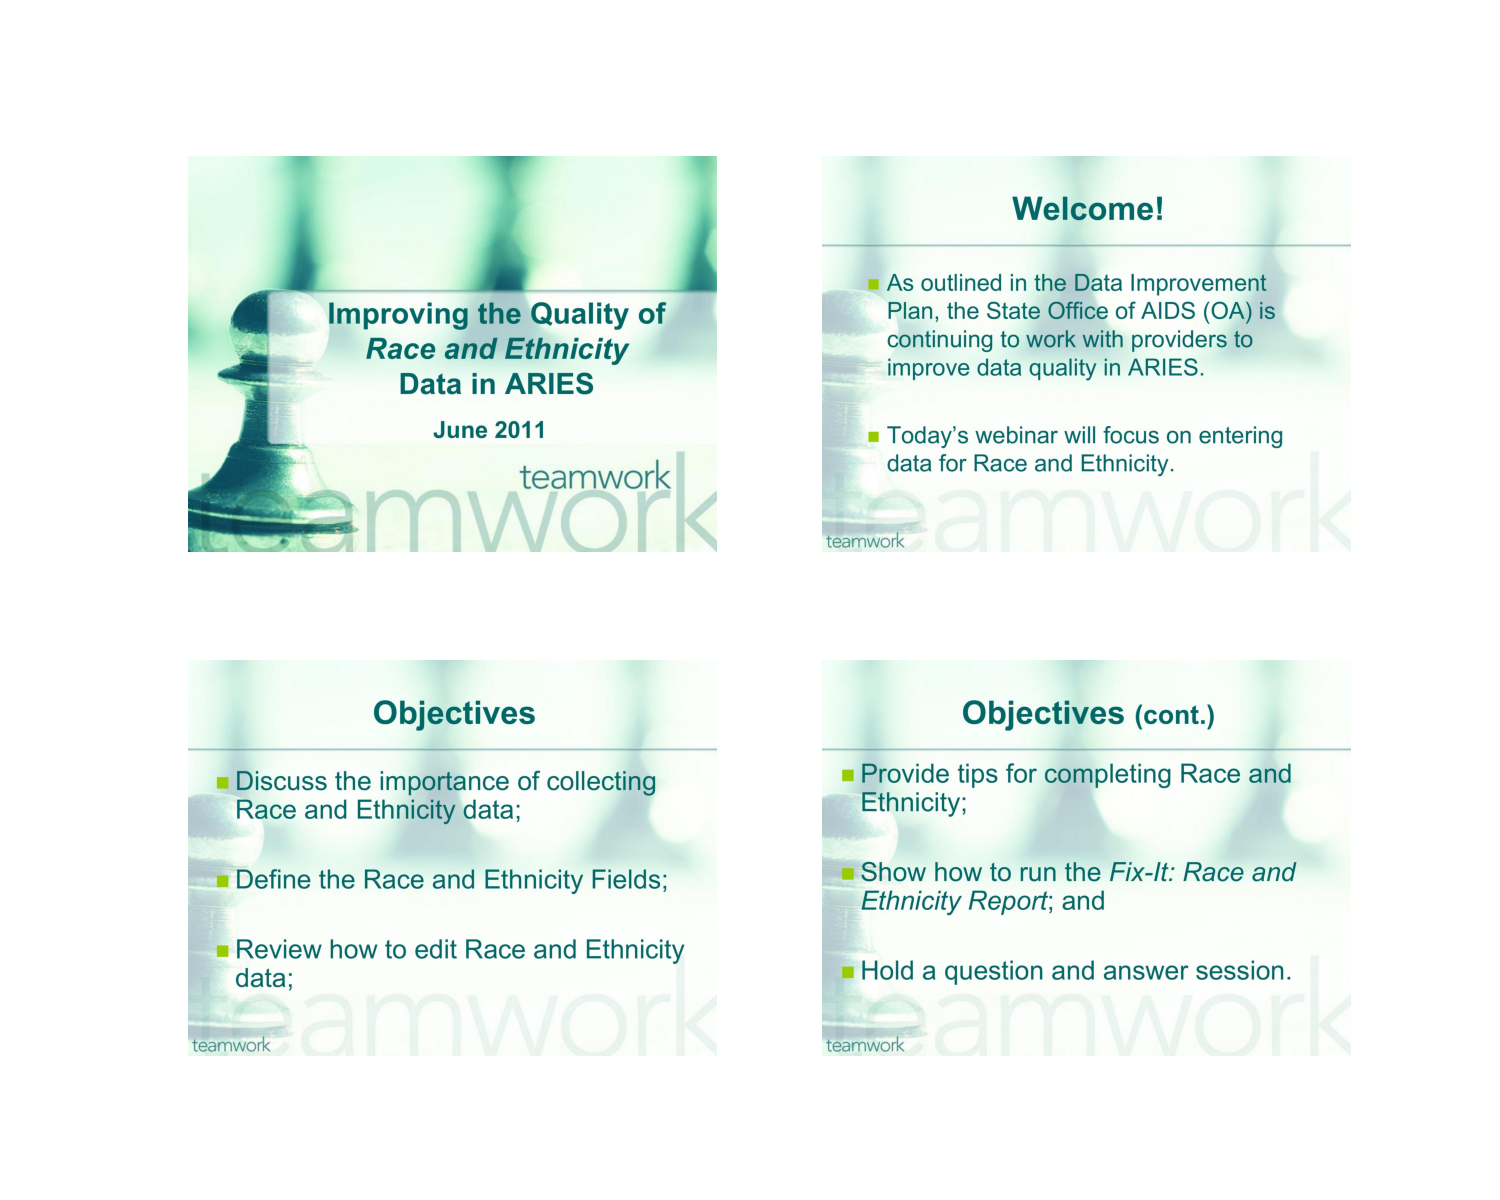 Improving the Quality of
Race and Ethnicity
Data in ARIES
June 2011
teamwork
teamwork
Welcome!
As outlined in the Data Improvement
Plan, the State Office of AIDS (OA) is
continuing to work with providers to
improve data quality in ARIES.
Today's webinar will focus on entering
data for Race and Ethnicity.
teamwork
teamwork
Objectives
Discuss the importance of collecting
Race and Ethnicity data;
Define the Race and Ethnicity Fields;
Review how to edit Race and Ethnicity
data;
teamwork
teamwork
Objectives (cont.)
Provide tips for completing Race and
Ethnicity;
Show how to run the Fix-It: Race and
Ethnicity Report; and
Hold a question and answer session.
teamwork
teamwork